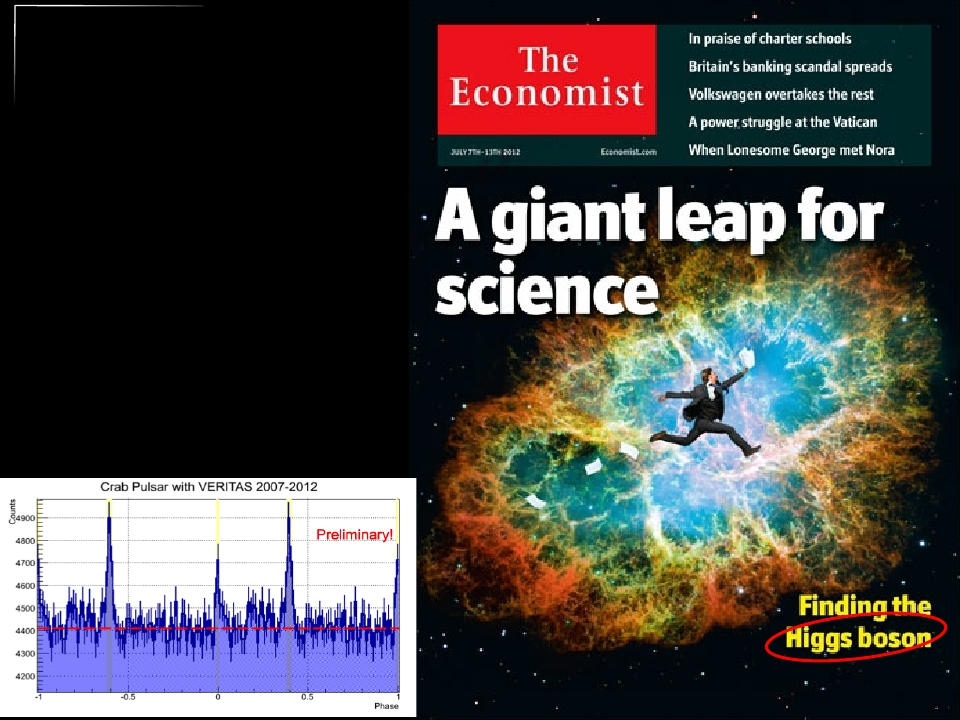 The
Economist
JULY 7TH-13TH 2012
Economist.com
In praise of charter schools
Britain's banking scandal spreads
Volkswagen overtakes the rest
A power struggle at the Vatican
When Lonesome George met Nora
A giant leap for
science
Finding the
Higgs boson
Crab Pulsar with VERITAS 2007-2012
Counts
Preliminary!
4900
4800
4700
4600
4500
4400
4300
4200
-1
-0.5
0
0.5
1
Phase